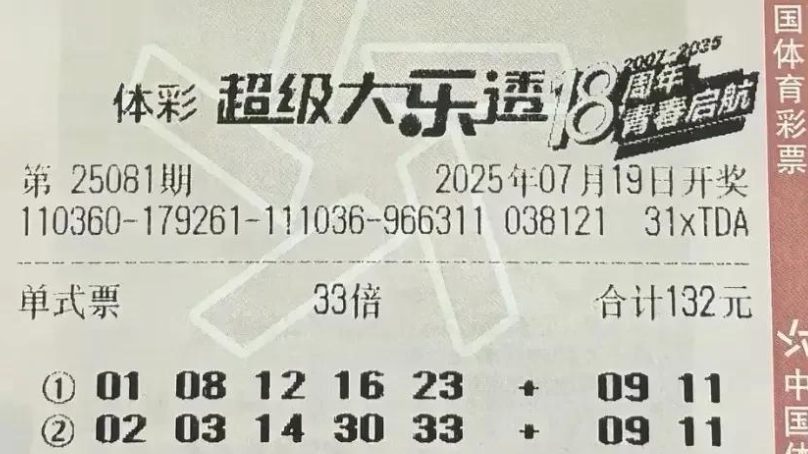 体彩 超级大乐透 18周年 2007-2025 青春启航
第 25081期 2025年07月19日开奖
110360-179261-111036-966311 038121 31xTDA
单式票 33倍 合计132元
① 01 08 12 16 23 + 09 11
② 02 03 14 30 33 + 09 11
国体育彩票
中国体